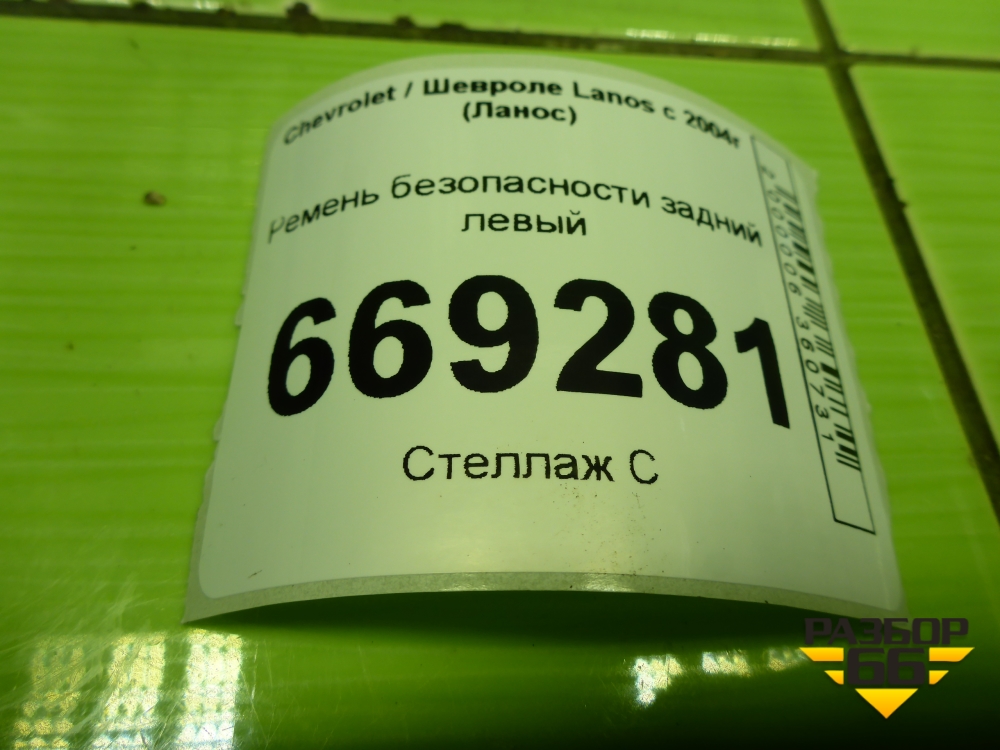 Chevrolet / Шевроле Lanos с 2004г
(Ланос)
Ремень безопасности задний
левый
669281
Стеллаж С
2000006360731
РАЗБОР
66